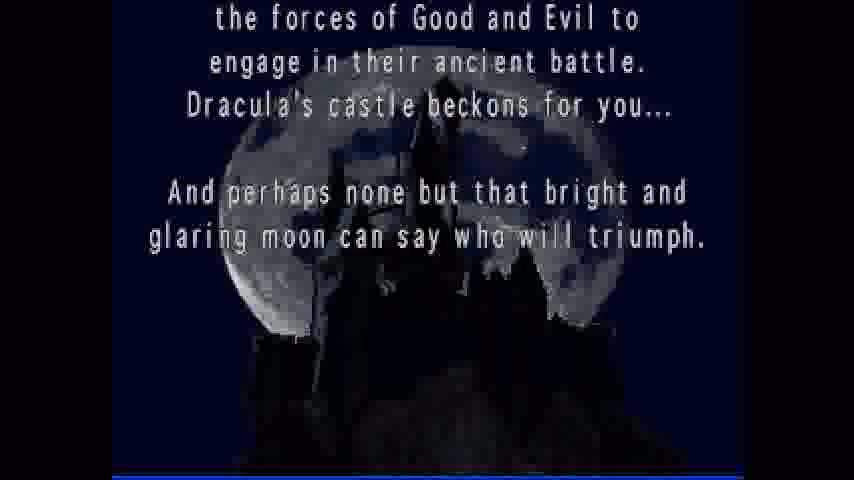 the forces of Good and Evil to
engage in their ancient battle.
Dracula's castle beckons for you...
And perhaps none but that bright and
glaring moon can say who will triumph.